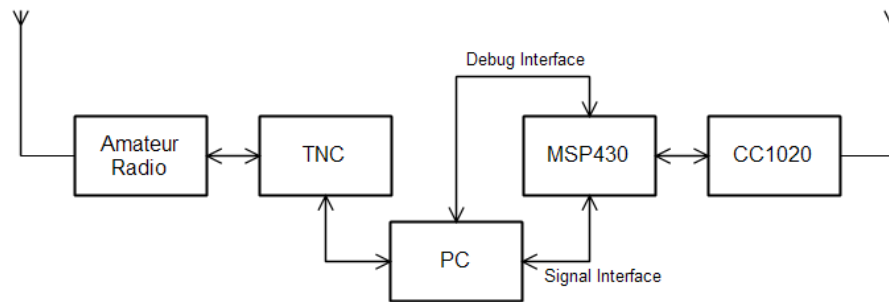 Debug Interface
Amateur
Radio
TNC
MSP430
CC1020
PC
Signal Interface